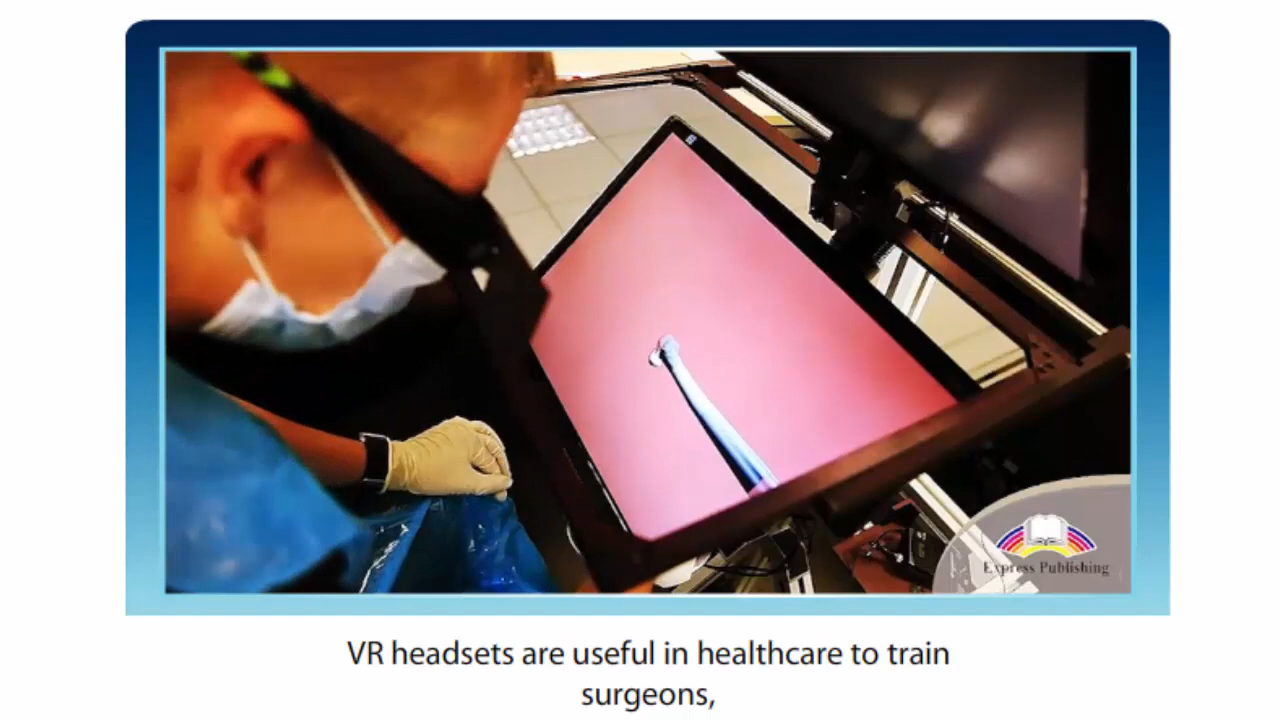 Express Publishing
VR headsets are useful in healthcare to train
surgeons,